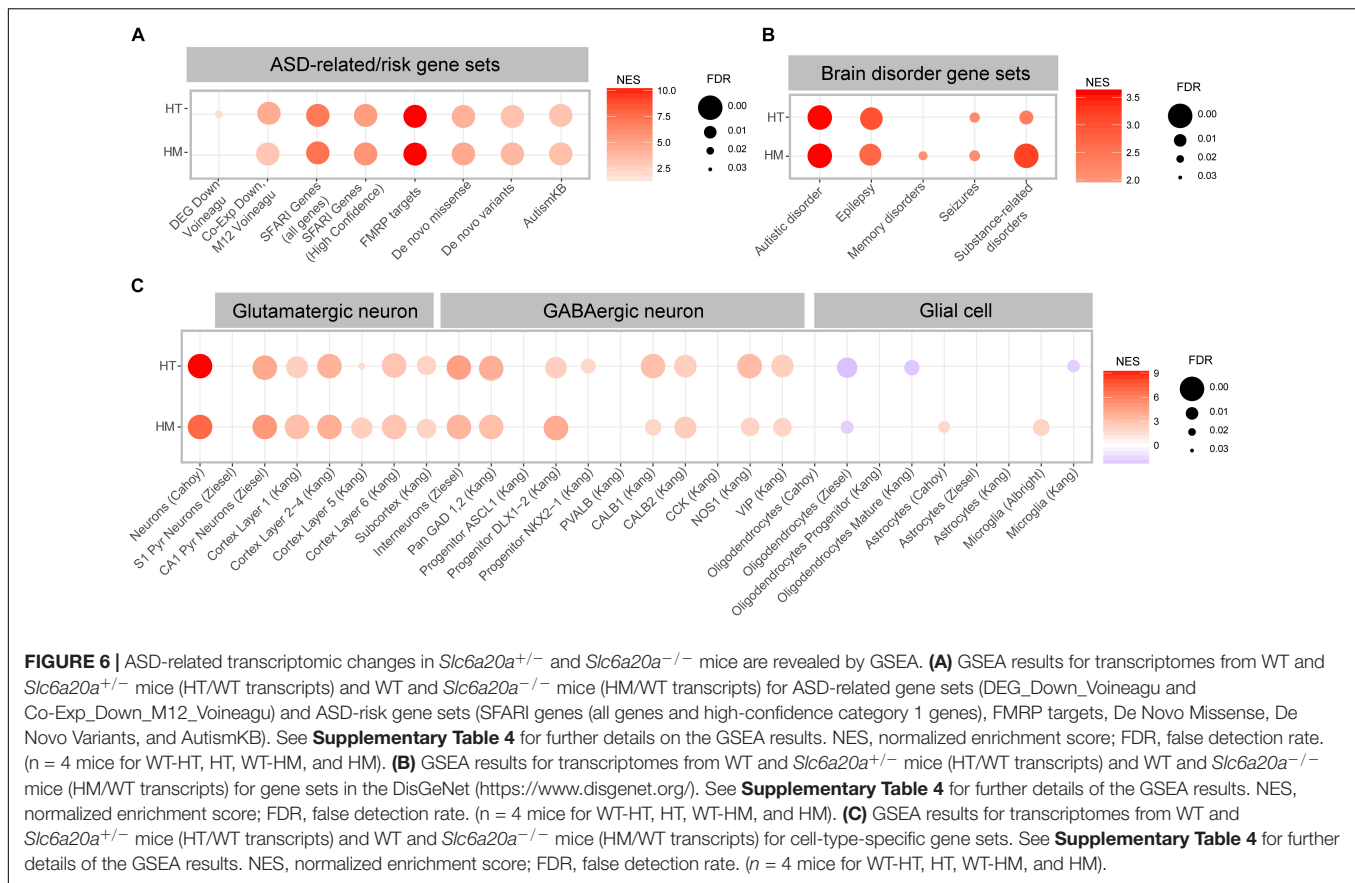 A
ASD-related/risk gene sets
HT
HM
DEG Down
Voineagu
Co-Exp Down,
M12 Voineagu
SFARI Genes
(all genes)
SFARI Genes
(High Confidence)
FMRP targets
De novo missense
De novo variants
AutismKB
NES
10.0
7.5
5.0
2.5
FDR
0.00
0.01
0.02
0.03
B
Brain disorder gene sets
HT
HM
Autistic disorder
Epilepsy
Memory disorders
Seizures
Substance-related
disorders
NES
3.5
3.0
2.5
2.0
FDR
0.00
0.01
0.02
0.03
C
Glutamatergic neuron
GABAergic neuron
Glial cell
HT
HM
Neurons (Cahoy)
S1 Pyr Neurons (Ziesel)
CA1 Pyr Neurons (Ziesel)
Cortex Layer 1 (Kang)
Cortex Layer 2−4 (Kang)
Cortex Layer 5 (Kang)
Cortex Layer 6 (Kang)
Subcortex (Kang)
Interneurons (Ziesel)
Pan GAD 1,2 (Kang)
Progenitor ASCL1 (Kang)
Progenitor DLX1−2 (Kang)
Progenitor NKX2−1 (Kang)
PVALB (Kang)
CALB1 (Kang)
CALB2 (Kang)
CCK (Kang)
NOS1 (Kang)
VIP (Kang)
Oligodendrocytes (Cahoy)
Oligodendrocytes (Ziesel)
Oligodendrocytes Progenitor (Kang)
Oligodendrocytes Mature (Kang)
Astrocytes (Cahoy)
Astrocytes (Ziesel)
Astrocytes (Kang)
Microglia (Albright)
Microglia (Kang)
NES
9
6
3
0
FDR
0.00
0.01
0.02
0.03
FIGURE 6 | ASD-related transcriptomic changes in Slc6a20a+/− and Slc6a20a−/− mice are revealed by GSEA. (A) GSEA results for transcriptomes from WT and
Slc6a20a+/− mice (HT/WT transcripts) and WT and Slc6a20a−/− mice (HM/WT transcripts) for ASD-related gene sets (DEG_Down_Voineagu and
Co-Exp_Down_M12_Voineagu) and ASD-risk gene sets (SFARI genes (all genes and high-confidence category 1 genes), FMRP targets, De Novo Missense, De
Novo Variants, and AutismKB). See Supplementary Table 4 for further details on the GSEA results. NES, normalized enrichment score; FDR, false detection rate.
(n = 4 mice for WT-HT, HT, WT-HM, and HM). (B) GSEA results for transcriptomes from WT and Slc6a20a+/− mice (HT/WT transcripts) and WT and Slc6a20a−/−
mice (HM/WT transcripts) for gene sets in the DisGeNet (https://www.disgenet.org/). See Supplementary Table 4 for further details of the GSEA results. NES,
normalized enrichment score; FDR, false detection rate. (n = 4 mice for WT-HT, HT, WT-HM, and HM). (C) GSEA results for transcriptomes from WT and
Slc6a20a+/− mice (HT/WT transcripts) and WT and Slc6a20a−/− mice (HM/WT transcripts) for cell-type-specific gene sets. See Supplementary Table 4 for further
details of the GSEA results. NES, normalized enrichment score; FDR, false detection rate. (n = 4 mice for WT-HT, HT, WT-HM, and HM).